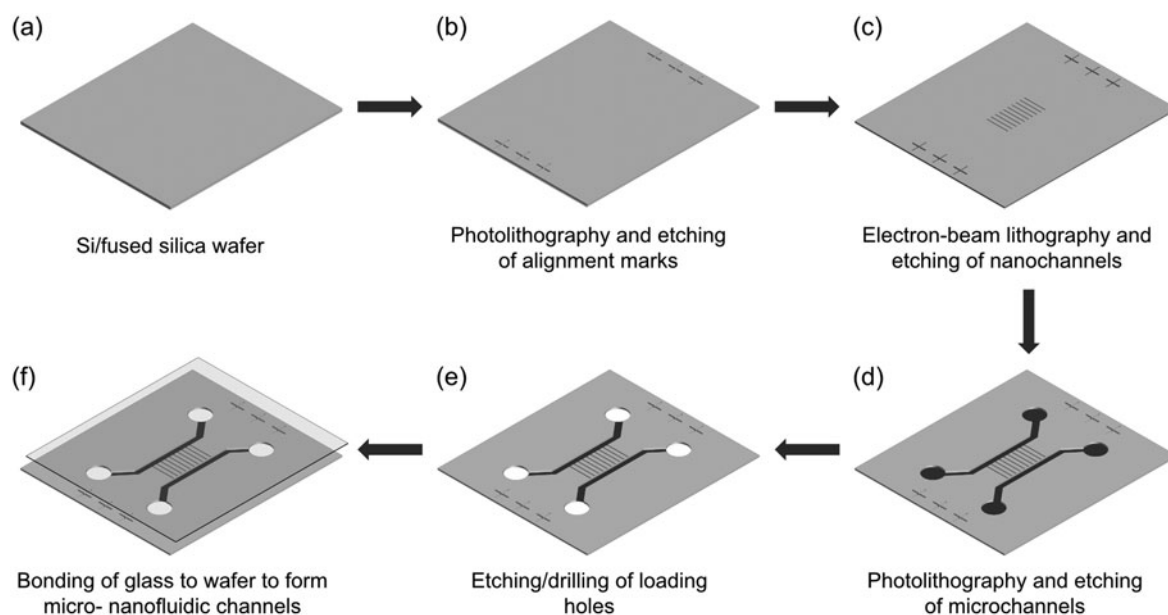 (a)
Si/fused silica wafer
(b)
Photolithography and etching
of alignment marks
(c)
Electron-beam lithography and
etching of nanochannels
(d)
Photolithography and etching
of microchannels
(e)
Etching/drilling of loading
holes
(f)
Bonding of glass to wafer to form
micro- nanofluidic channels